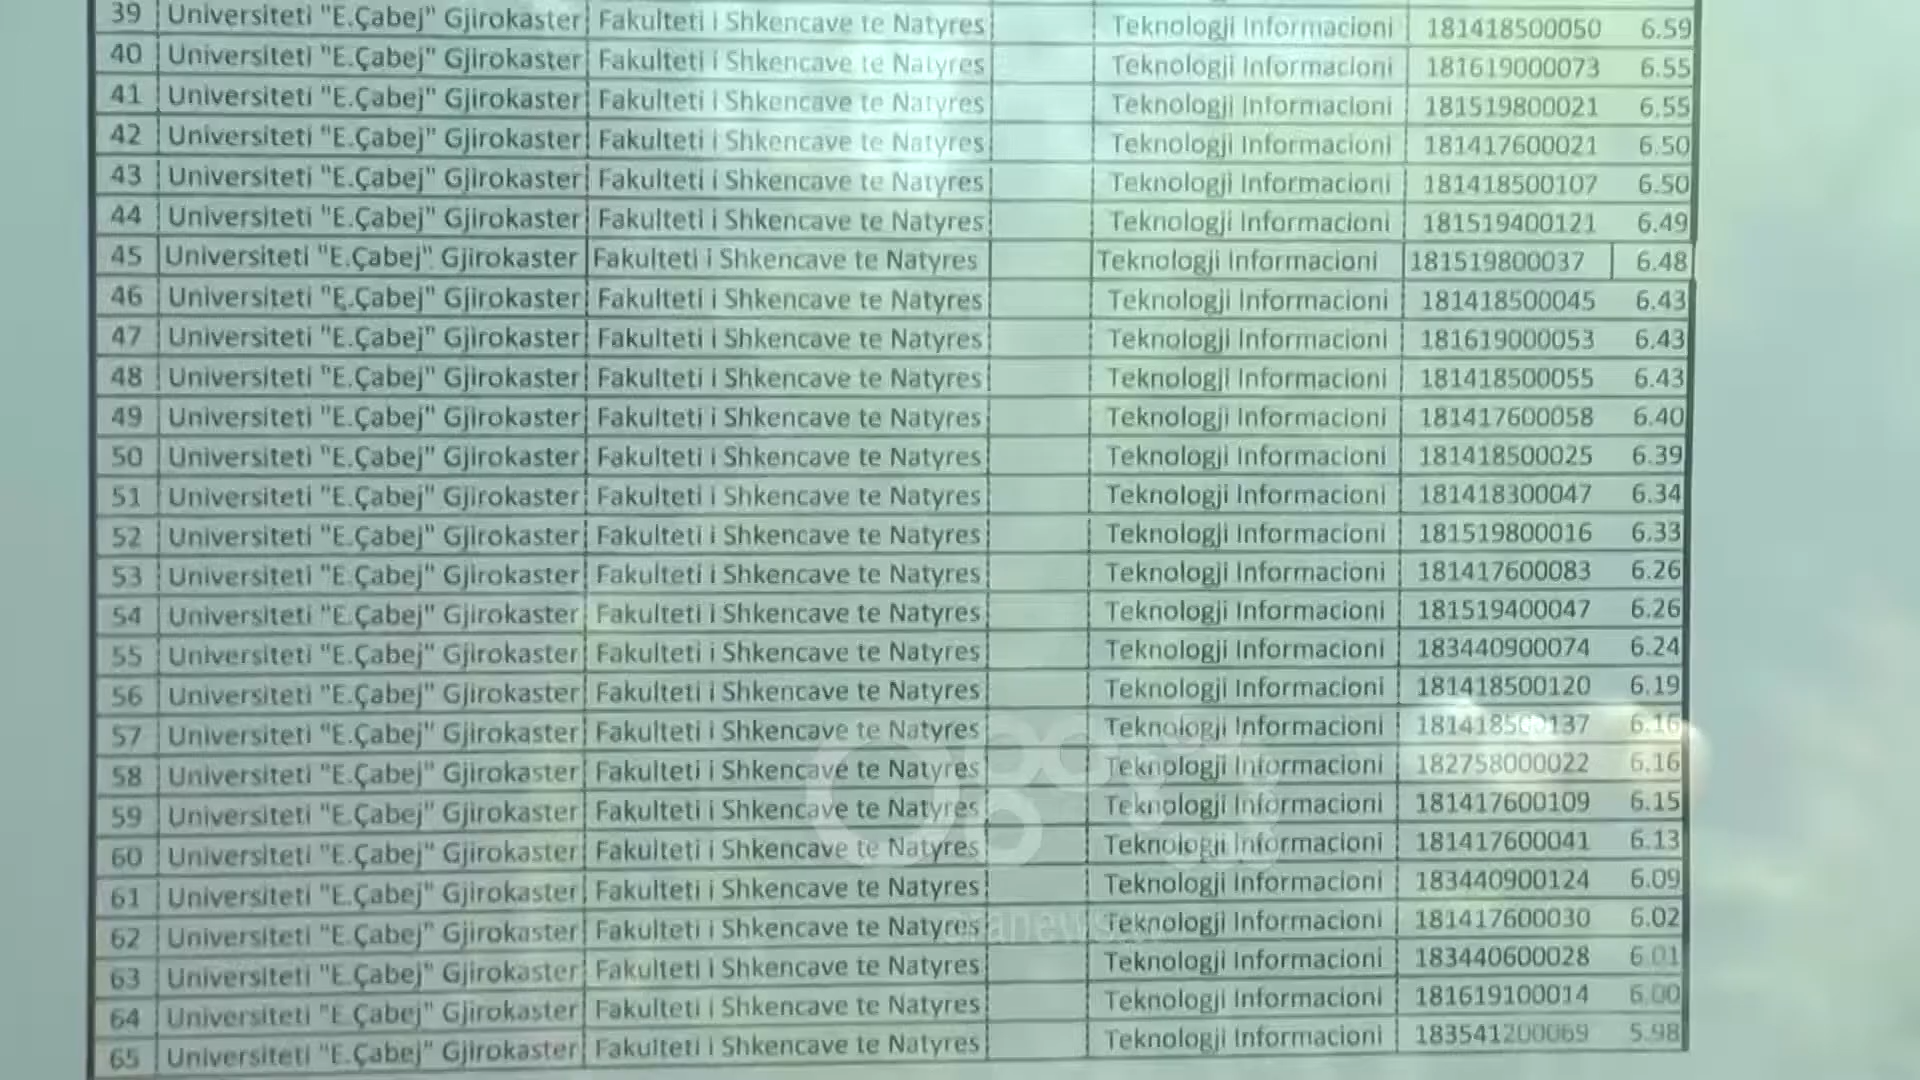 39 Universiteti "E.Çabej" Gjirokaster Fakulteti i Shkencave te Natyres Teknologji Informacioni 181418500050 6.59
40 Universiteti "E.Çabej" Gjirokaster Fakulteti i Shkencave te Natyres Teknologji Informacioni 181619000073 6.55
41 Universiteti "E.Çabej" Gjirokaster Fakulteti i Shkencave te Natyres Teknologji Informacioni 181519800021 6.55
42 Universiteti "E.Çabej" Gjirokaster Fakulteti i Shkencave te Natyres Teknologji Informacioni 181417600021 6.50
43 Universiteti "E.Çabej" Gjirokaster Fakulteti i Shkencave te Natyres Teknologji Informacioni 181418500107 6.50
44 Universiteti "E.Çabej" Gjirokaster Fakulteti i Shkencave te Natyres Teknologji Informacioni 181519400121 6.49
45 Universiteti "E.Çabej" Gjirokaster Fakulteti i Shkencave te Natyres Teknologji Informacioni 181519800037 6.48
46 Universiteti "E.Çabej" Gjirokaster Fakulteti i Shkencave te Natyres Teknologji Informacioni 181418500045 6.43
47 Universiteti "E.Çabej" Gjirokaster Fakulteti i Shkencave te Natyres Teknologji Informacioni 181619000053 6.43
48 Universiteti "E.Çabej" Gjirokaster Fakulteti i Shkencave te Natyres Teknologji Informacioni 181418500055 6.43
49 Universiteti "E.Çabej" Gjirokaster Fakulteti i Shkencave te Natyres Teknologji Informacioni 181417600058 6.40
50 Universiteti "E.Çabej" Gjirokaster Fakulteti i Shkencave te Natyres Teknologji Informacioni 181418500025 6.39
51 Universiteti "E.Çabej" Gjirokaster Fakulteti i Shkencave te Natyres Teknologji Informacioni 181418300047 6.34
52 Universiteti "E.Çabej" Gjirokaster Fakulteti i Shkencave te Natyres Teknologji Informacioni 181519800016 6.33
53 Universiteti "E.Çabej" Gjirokaster Fakulteti i Shkencave te Natyres Teknologji Informacioni 181417600083 6.26
54 Universiteti "E.Çabej" Gjirokaster Fakulteti i Shkencave te Natyres Teknologji Informacioni 181519400047 6.26
55 Universiteti "E.Çabej" Gjirokaster Fakulteti i Shkencave te Natyres Teknologji Informacioni 183440900074 6.24
56 Universiteti "E.Çabej" Gjirokaster Fakulteti i Shkencave te Natyres Teknologji Informacioni 181418500120 6.19
57 Universiteti "E.Çabej" Gjirokaster Fakulteti i Shkencave te Natyres Teknologji Informacioni 181418500137 6.16
58 Universiteti "E.Çabej" Gjirokaster Fakulteti i Shkencave te Natyres Teknologji Informacioni 182758000022 6.16
59 Universiteti "E.Çabej" Gjirokaster Fakulteti i Shkencave te Natyres Teknologji Informacioni 181417600109 6.15
60 Universiteti "E.Çabej" Gjirokaster Fakulteti i Shkencave te Natyres Teknologji Informacioni 181417600041 6.13
61 Universiteti "E.Çabej" Gjirokaster Fakulteti i Shkencave te Natyres Teknologji Informacioni 183440900124 6.09
62 Universiteti "E.Çabej" Gjirokaster Fakulteti i Shkencave te Natyres Teknologji Informacioni 181417600030 6.02
63 Universiteti "E.Çabej" Gjirokaster Fakulteti i Shkencave te Natyres Teknologji Informacioni 183440600028 6.01
64 Universiteti "E.Çabej" Gjirokaster Fakulteti i Shkencave te Natyres Teknologji Informacioni 181619100014 6.00
65 Universiteti "E.Çabej" Gjirokaster Fakulteti i Shkencave te Natyres Teknologji Informacioni 183541200069 5.98